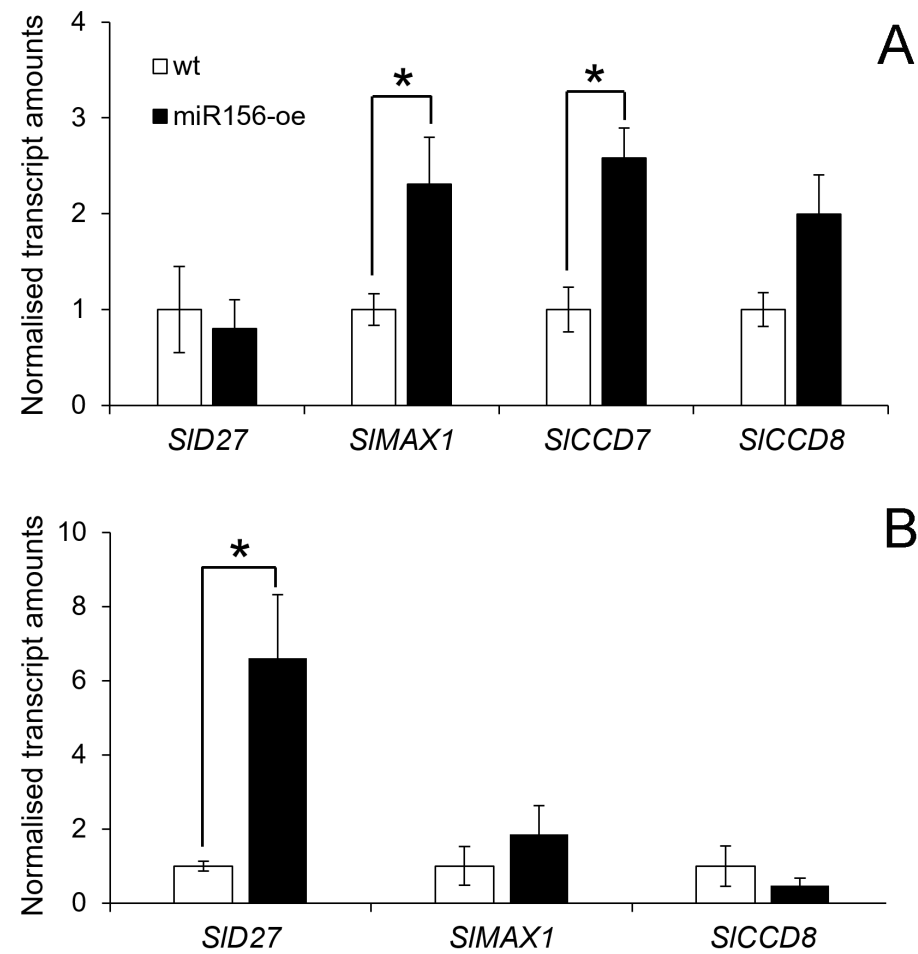 A
Normalised transcript amounts
4
3
2
1
0
wt
miR156-oe
*
*
SlD27
SlMAX1
SlCCD7
SlCCD8
B
Normalised transcript amounts
10
8
6
4
2
0
*
SlD27
SlMAX1
SlCCD8